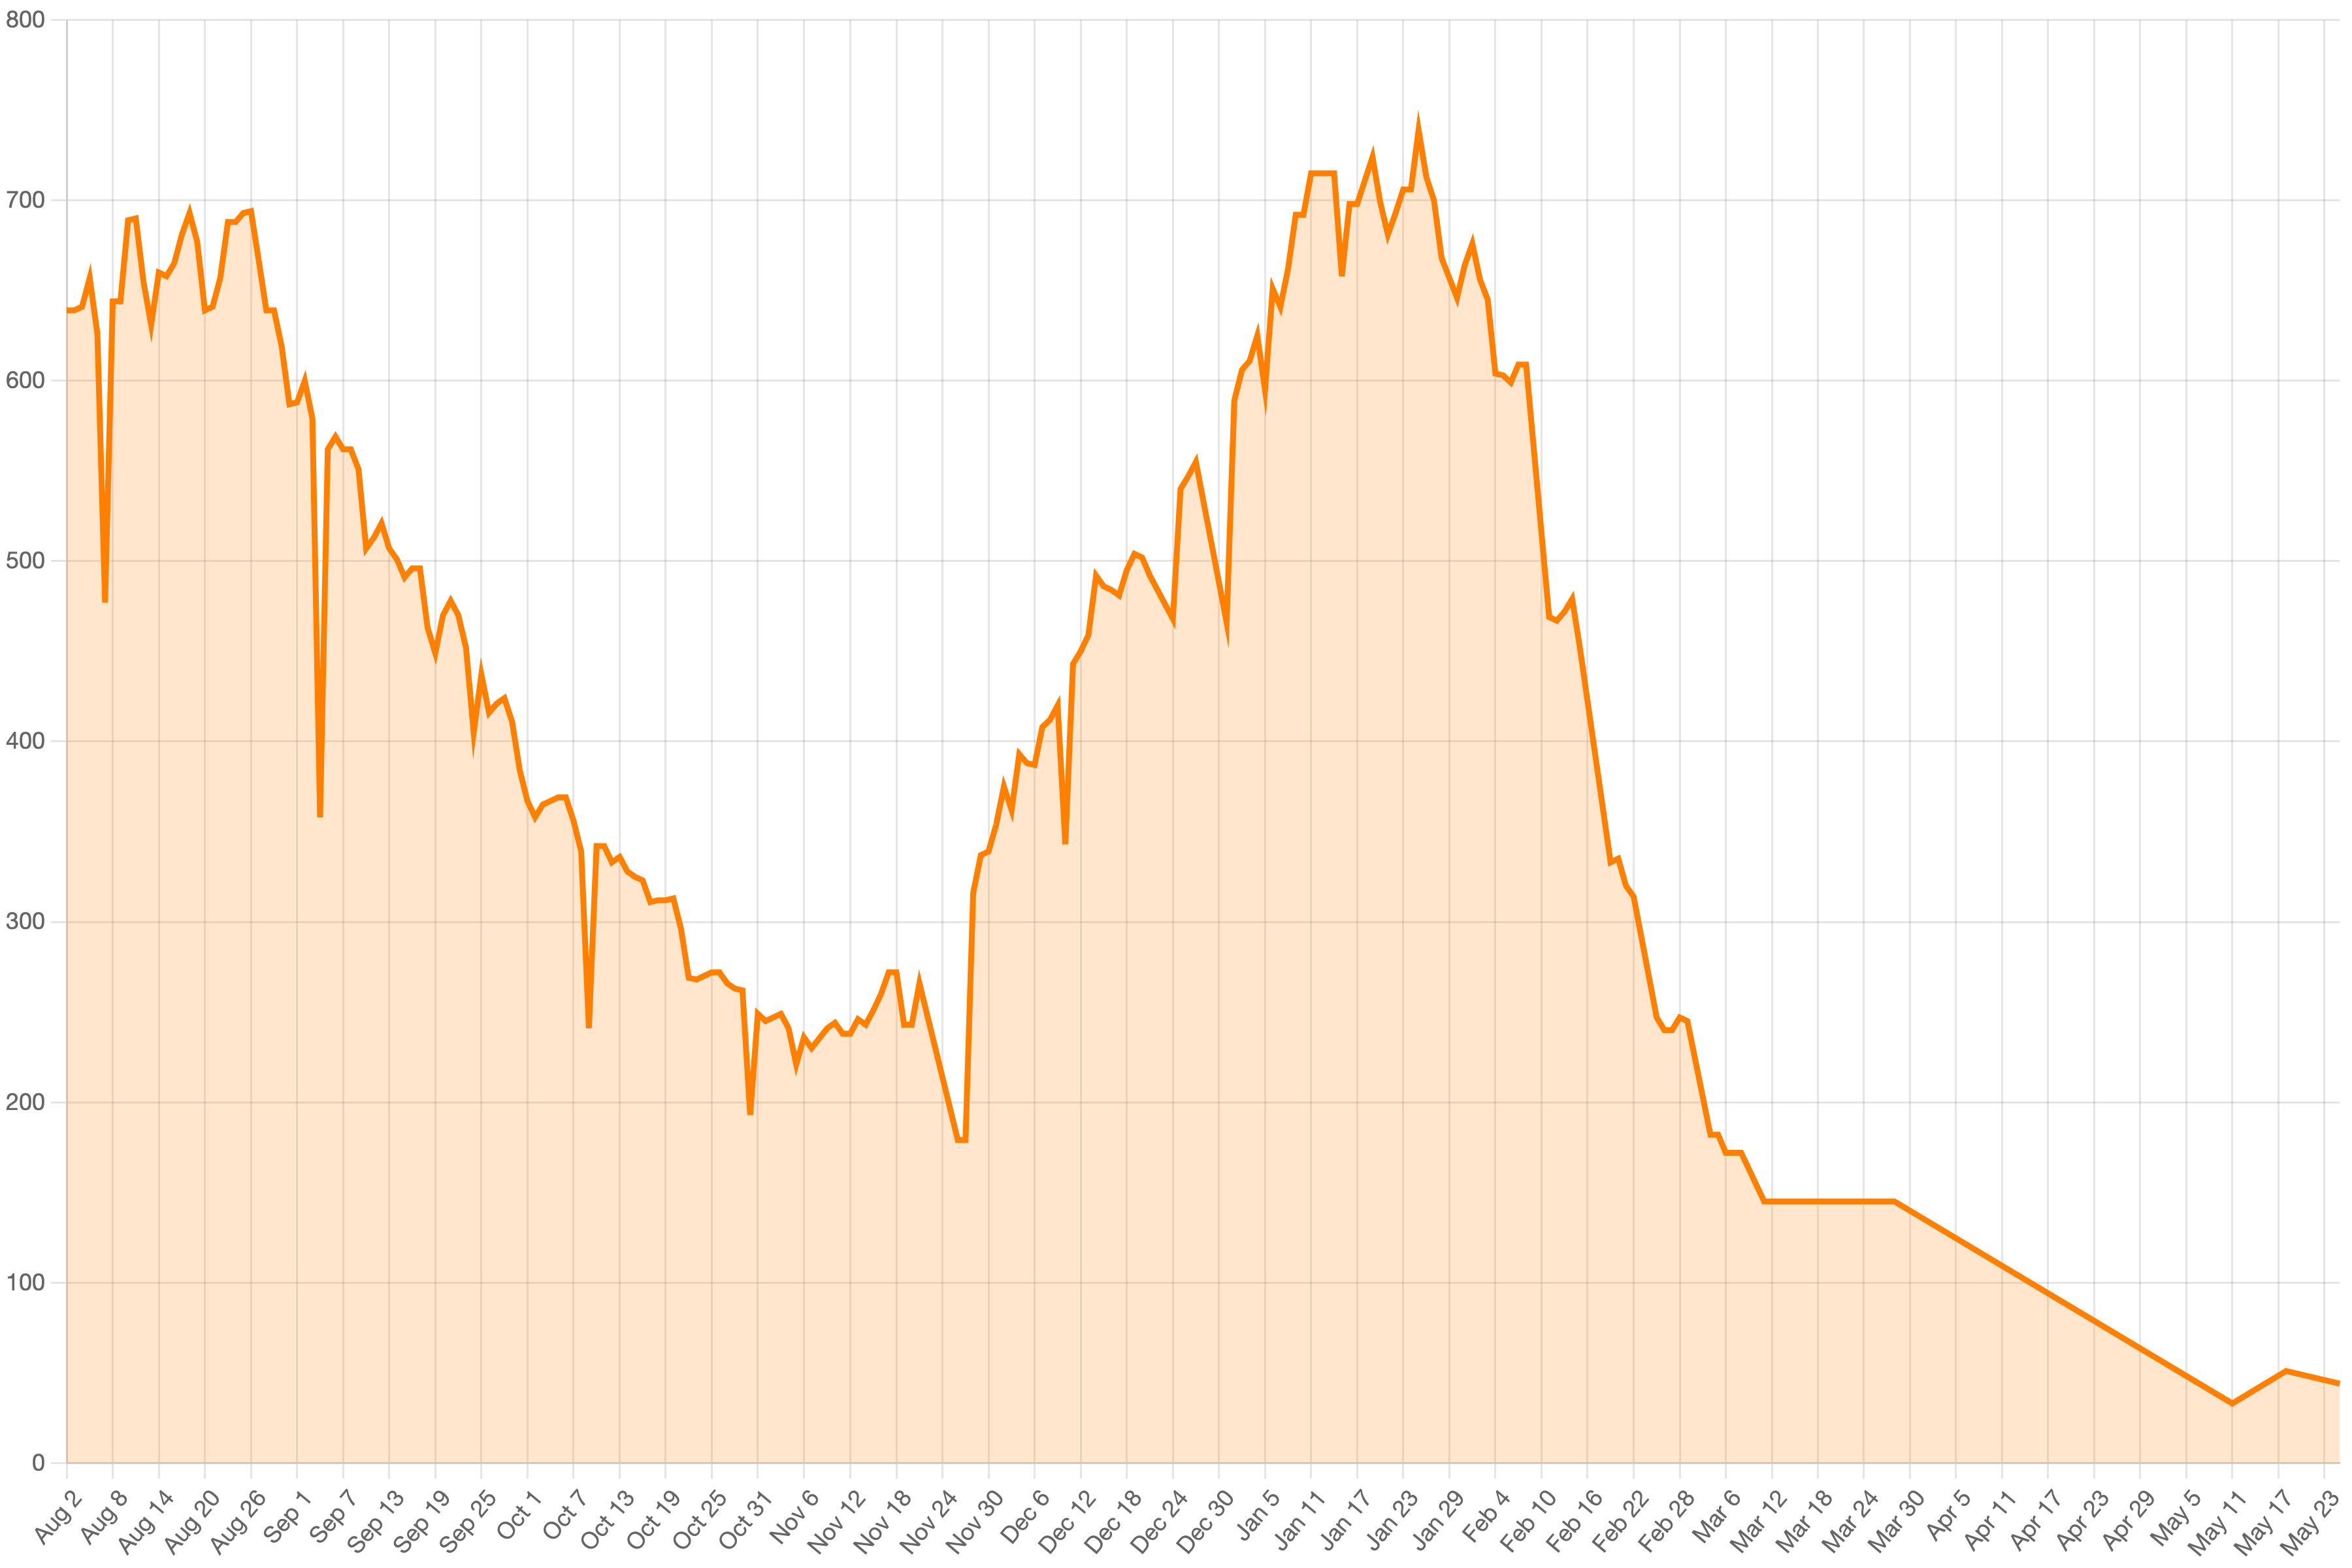 800
700
600
500
400
300
200
100
0
Aug 2
Aug 8
Aug 14
Aug 20
Aug 26
Sep 1
Sep 7
Sep 13
Sep 19
Sep 25
Oct 1
Oct 7
Oct 13
Oct 19
Oct 25
Oct 31
Nov 6
Nov 12
Nov 18
Nov 24
Nov 30
Dec 6
Dec 12
Dec 18
Dec 24
Dec 30
Jan 5
Jan 11
Jan 17
Jan 23
Jan 29
Feb 4
Feb 10
Feb 16
Feb 22
Feb 28
Mar 6
Mar 12
Mar 18
Mar 24
Mar 30
Apr 5
Apr 11
Apr 17
Apr 23
Apr 29
May 5
May 11
May 17
May 23